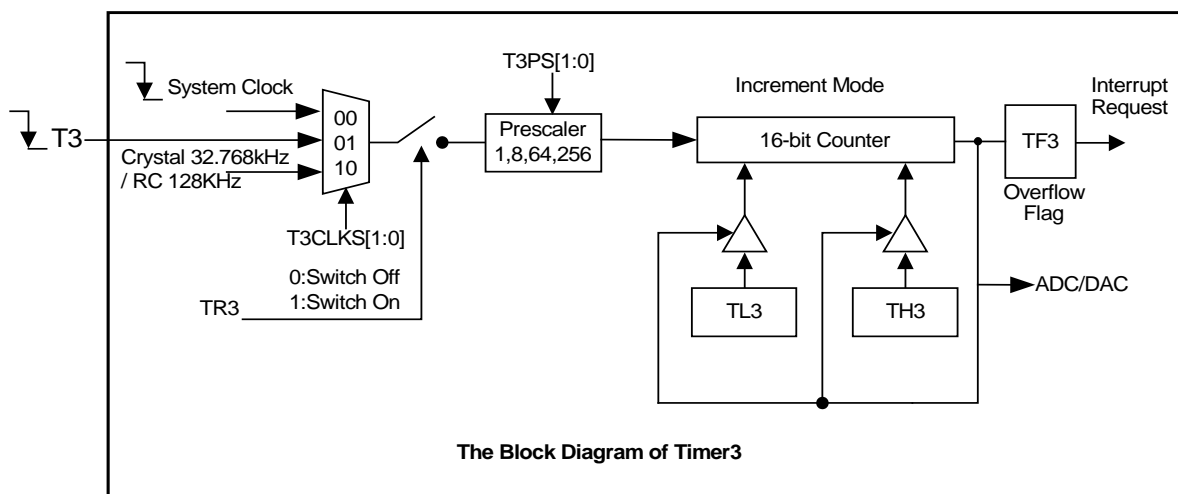 T3PS[1:0]
System Clock
Increment Mode
Interrupt
Request
T3
00
01
10
Prescaler
1,8,64,256
16-bit Counter
TF3
Crystal 32.768kHz
/ RC 128KHz
Overflow
Flag
T3CLKS[1:0]
0:Switch Off
1:Switch On
TR3
TL3
TH3
ADC/DAC
The Block Diagram of Timer3